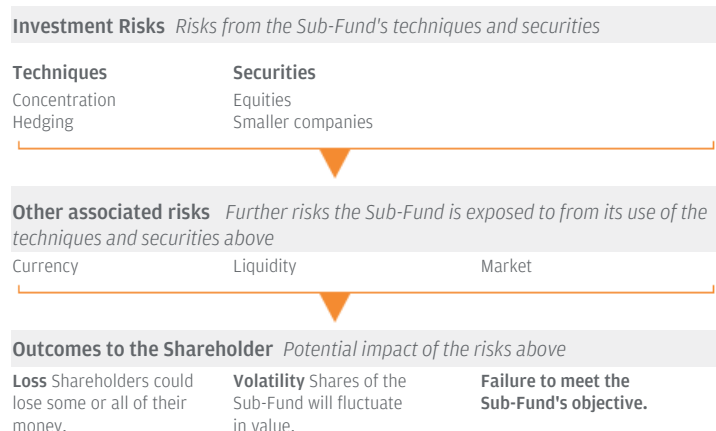 Investment Risks Risks from the Sub-Fund's techniques and securities
Techniques
Concentration
Hedging
Securities
Equities
Smaller companies
Other associated risks Further risks the Sub-Fund is exposed to from its use of the
techniques and securities above
Currency
Liquidity
Market
Outcomes to the Shareholder Potential impact of the risks above
Loss Shareholders could
lose some or all of their
money.
Volatility Shares of the
Sub-Fund will fluctuate
in value.
Failure to meet the
Sub-Fund's objective.